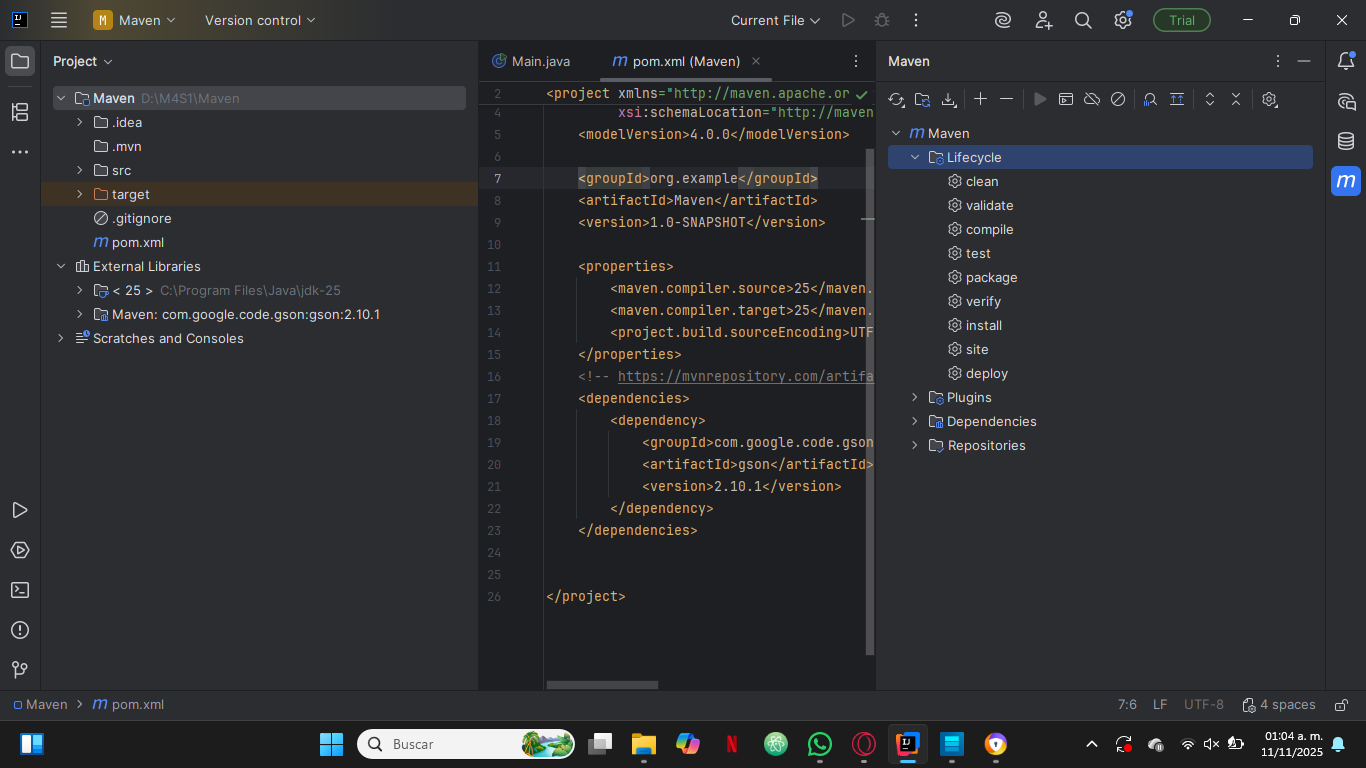 M Maven Version control Current File Trial
Project
Maven D:\M4S1\Maven
.idea
.mvn
src
target
.gitignore
pom.xml
External Libraries
< 25 > C:\Program Files\Java\jdk-25
Maven: com.google.code.gson:gson:2.10.1
Scratches and Consoles
Main.java
m pom.xml (Maven)
2 <project xmlns="http://maven.apache.or
4 xsi:schemaLocation="http://maven
5 <modelVersion>4.0.0</modelVersion>
6
7 <groupId>org.example</groupId>
8 <artifactId>Maven</artifactId>
9 <version>1.0-SNAPSHOT</version>
10
11 <properties>
12 <maven.compiler.source>25</maven.
13 <maven.compiler.target>25</maven.
14 <project.build.sourceEncoding>UTF
15 </properties>
16 <!-- https://mvnrepository.com/artifa
17 <dependencies>
18 <dependency>
19 <groupId>com.google.code.gson
20 <artifactId>gson</artifactId>
21 <version>2.10.1</version>
22 </dependency>
23 </dependencies>
24
25
26 </project>
Maven
Maven
Lifecycle
clean
validate
compile
test
package
verify
install
site
deploy
Plugins
Dependencies
Repositories
Maven > m pom.xml
7:6 LF UTF-8 4 spaces
Buscar
01:04 a. m.
11/11/2025